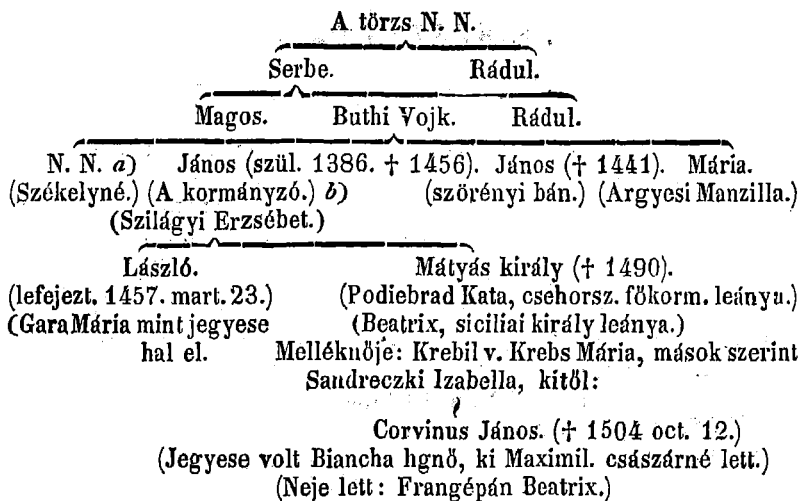 A törzs N. N.
Serbe. Rádul.
Magos. Buthi Vojk. Rádul.
N. N. a) János (szül. 1386. † 1456). János († 1441). Mária.
(Székelyné.) (A kormányzó.) b) (szörényi bán.) (Argyesi Manzilla.)
(Szilágyi Erzsébet.)
László. Mátyás király († 1490).
(lefejezt. 1457. mart. 23.) (Podiebrad Kata, csehorsz. főkorm. leánya.)
(Gara Mária mint jegyese (Beatrix, siciliai király leánya.)
hal el. Melléknője: Krebil v. Krebs Mária, mások szerint
Sandreczki Izabella, kitől:
Corvinus János. († 1504 oct. 12.)
(Jegyese volt Biancha hgnő, ki Maximil. császárné lett.)
(Neje lett: Frangépán Beatrix.)